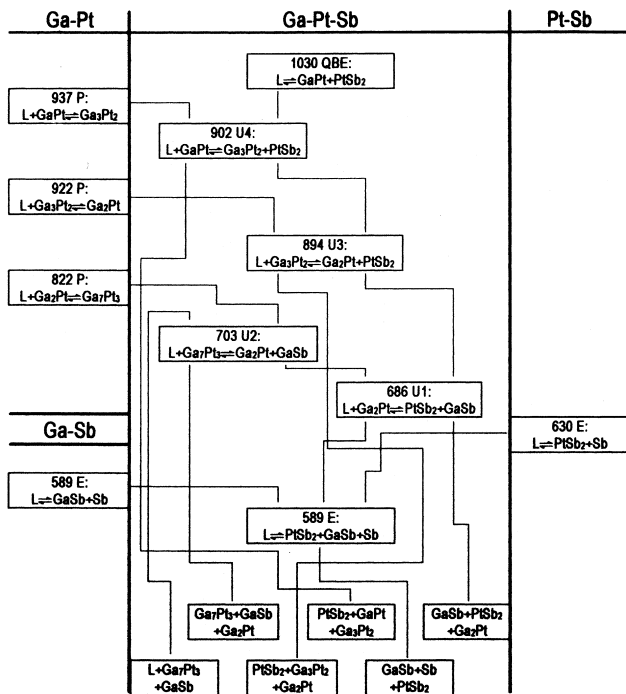 Ga-Pt
Ga-Pt-Sb
Pt-Sb
1030 QBE:
L⇌GaPt+PtSb₂
937 P:
L+GaPt⇌Ga₃Pt₂
902 U4:
L+GaPt⇌Ga₃Pt₂+PtSb₂
922 P:
L+Ga₃Pt₂⇌Ga₂Pt
894 U3:
L+Ga₃Pt₂⇌Ga₂Pt+PtSb₂
822 P:
L+Ga₂Pt⇌Ga₇Pt₃
703 U2:
L+Ga₇Pt₃⇌Ga₂Pt+GaSb
686 U1:
L+Ga₂Pt⇌PtSb₂+GaSb
Ga-Sb
630 E:
L⇌PtSb₂+Sb
589 E:
L⇌GaSb+Sb
589 E:
L⇌PtSb₂+GaSb+Sb
Ga₇Pt₃+GaSb
+Ga₂Pt
PtSb₂+GaPt
+Ga₃Pt₂
GaSb+PtSb₂
+Ga₂Pt
L+Ga₇Pt₃
+GaSb
PtSb₂+Ga₃Pt₂
+Ga₂Pt
GaSb+Sb
+PtSb₂